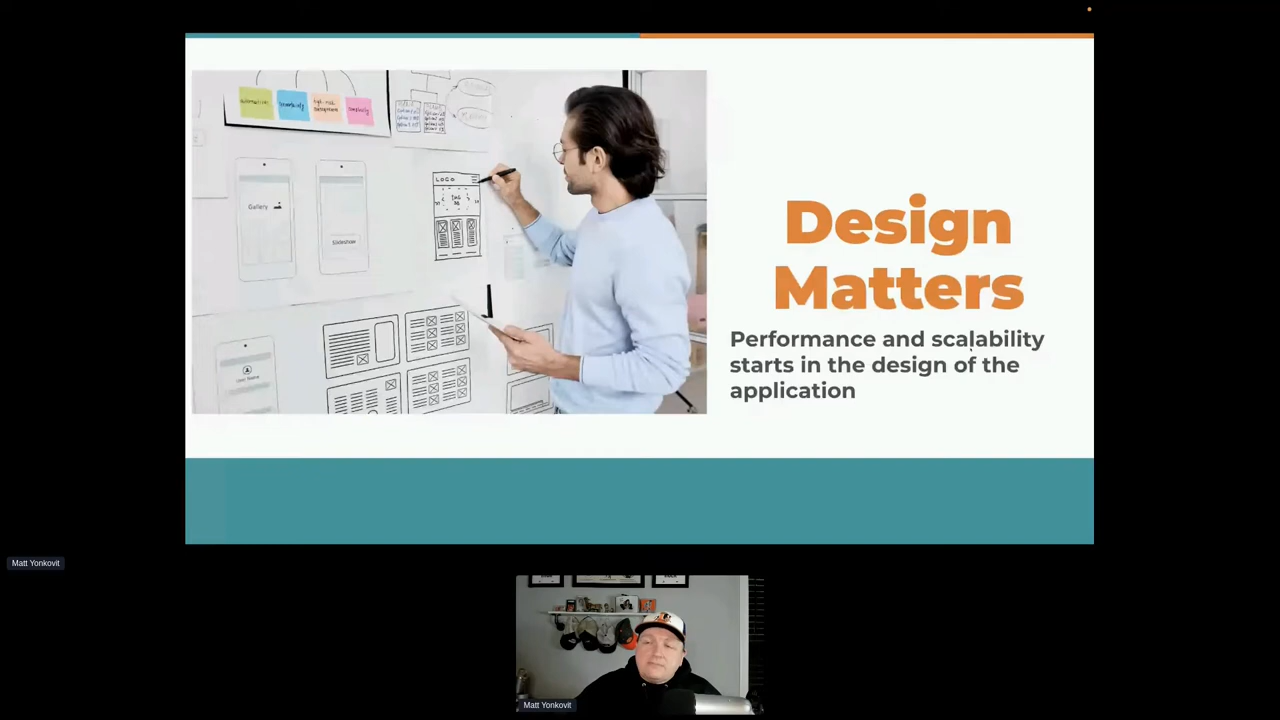 LOGO
Gallery
Slideshow
Design
Matters
Performance and scalability
starts in the design of the
application
Matt Yonkovit
Matt Yonkovit